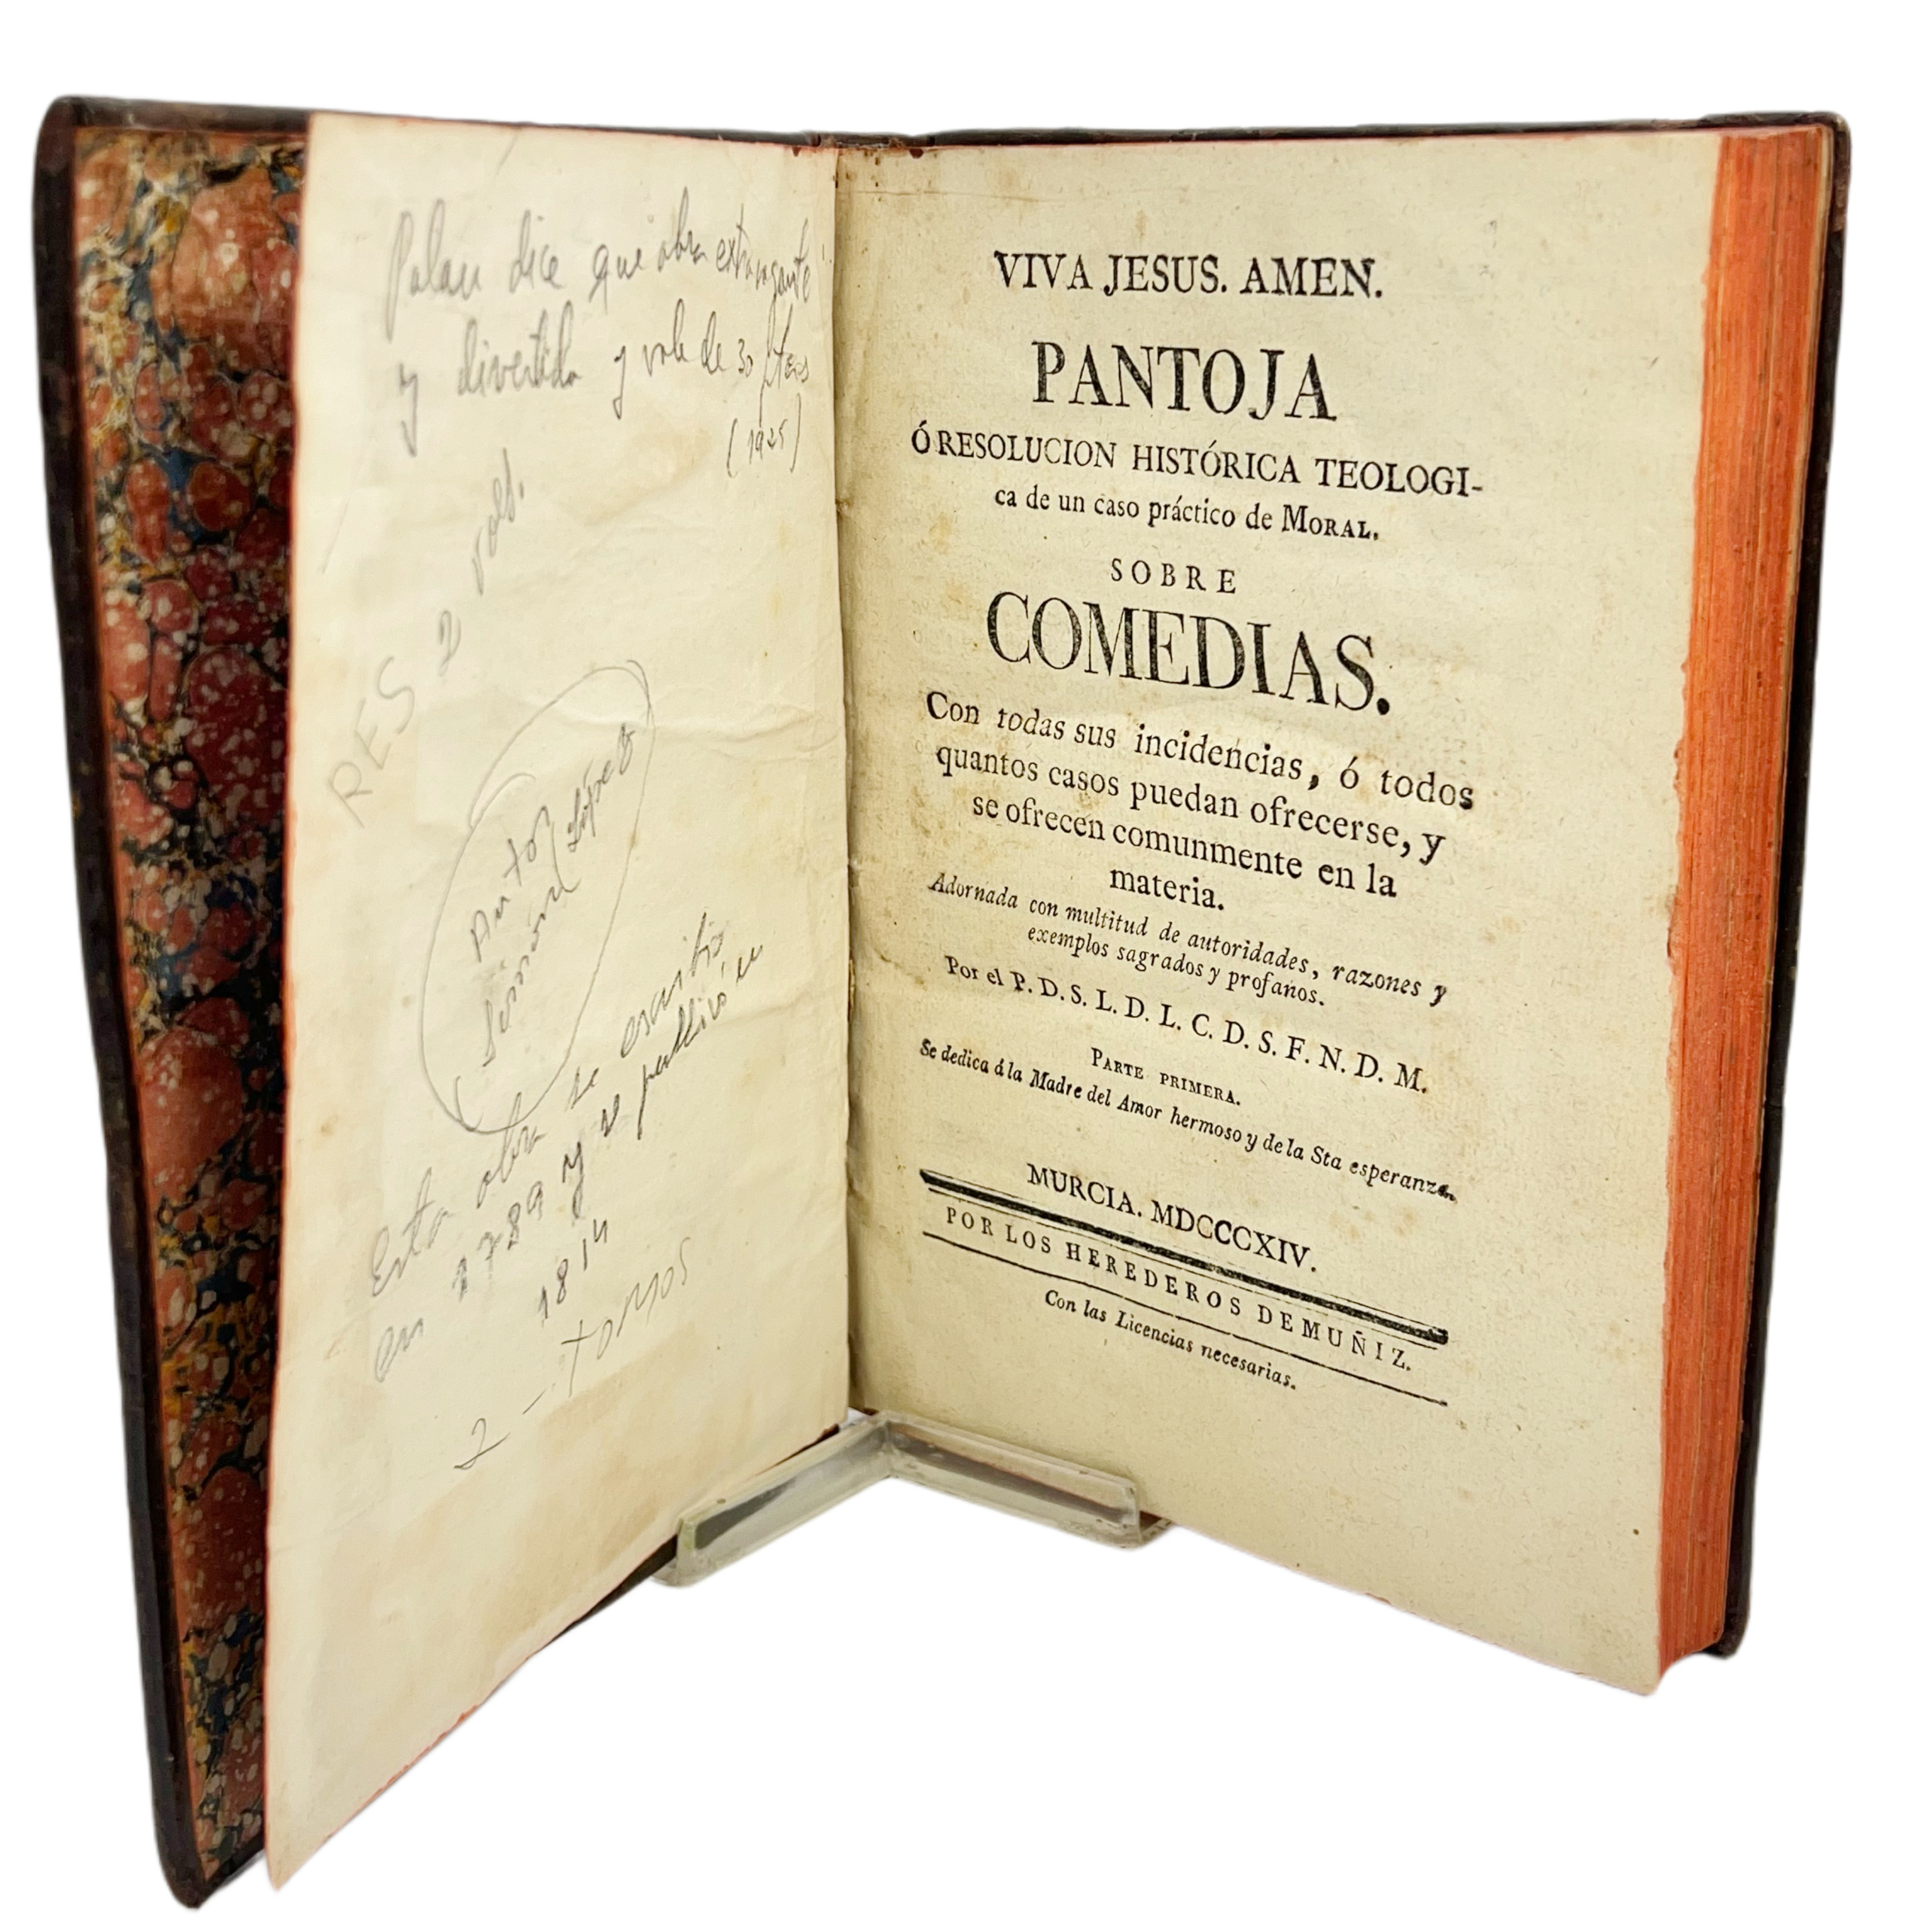 Palau dice que obra extravagante
y divertida y vale de 30 ptas
(1925)
RES 2 vols.
Autor
Simón López
Esta obra se escribió
en 1789 y se publicó en
1814
2 - tomos
VIVA JESUS. AMEN.
PANTOJA
Ó RESOLUCION HISTÓRICA TEOLOGI-
ca de un caso práctico de MORAL.
SOBRE
COMEDIAS.
Con todas sus incidencias, ó todos
quantos casos puedan ofrecerse, y
se ofrecen comunmente en la
materia.
Adornada con multitud de autoridades, razones y
exemplos sagrados y profanos.
Por el P. D. S. L. D. L. C. D. S. F. N. D. M.
PARTE PRIMERA.
Se dedica á la Madre del Amor hermoso y de la Sta esperanza.
MURCIA. MDCCCXIV.
POR LOS HEREDEROS DE MUÑIZ.
Con las Licencias necesarias.